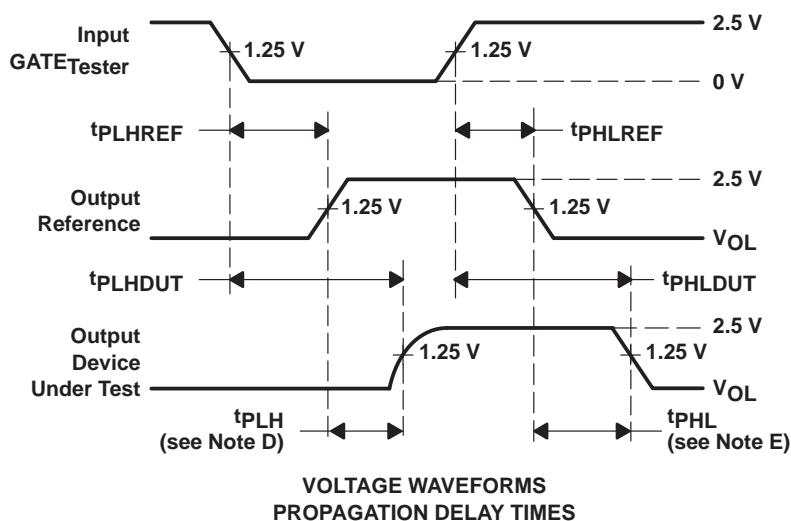 Input
GATETester
1.25 V
1.25 V
2.5 V
0 V
tPLHREF
tPHLREF
Output
Reference
1.25 V
1.25 V
2.5 V
VOL
tPLHDUT
tPHLDUT
Output
Device
Under Test
1.25 V
1.25 V
2.5 V
VOL
tPLH
(see Note D)
tPHL
(see Note E)
VOLTAGE WAVEFORMS
PROPAGATION DELAY TIMES